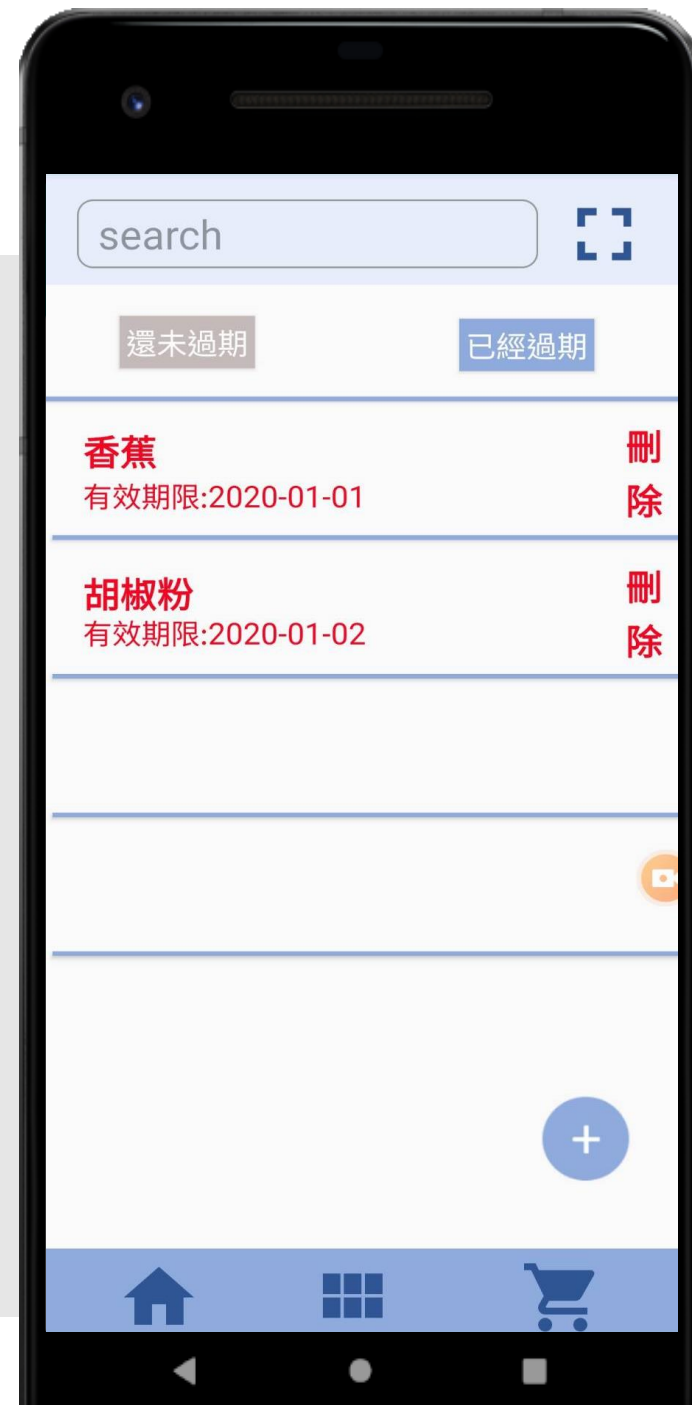 search
還未過期
已經過期
香蕉
有效期限:2020-01-01
刪
除
胡椒粉
有效期限:2020-01-02
刪
除